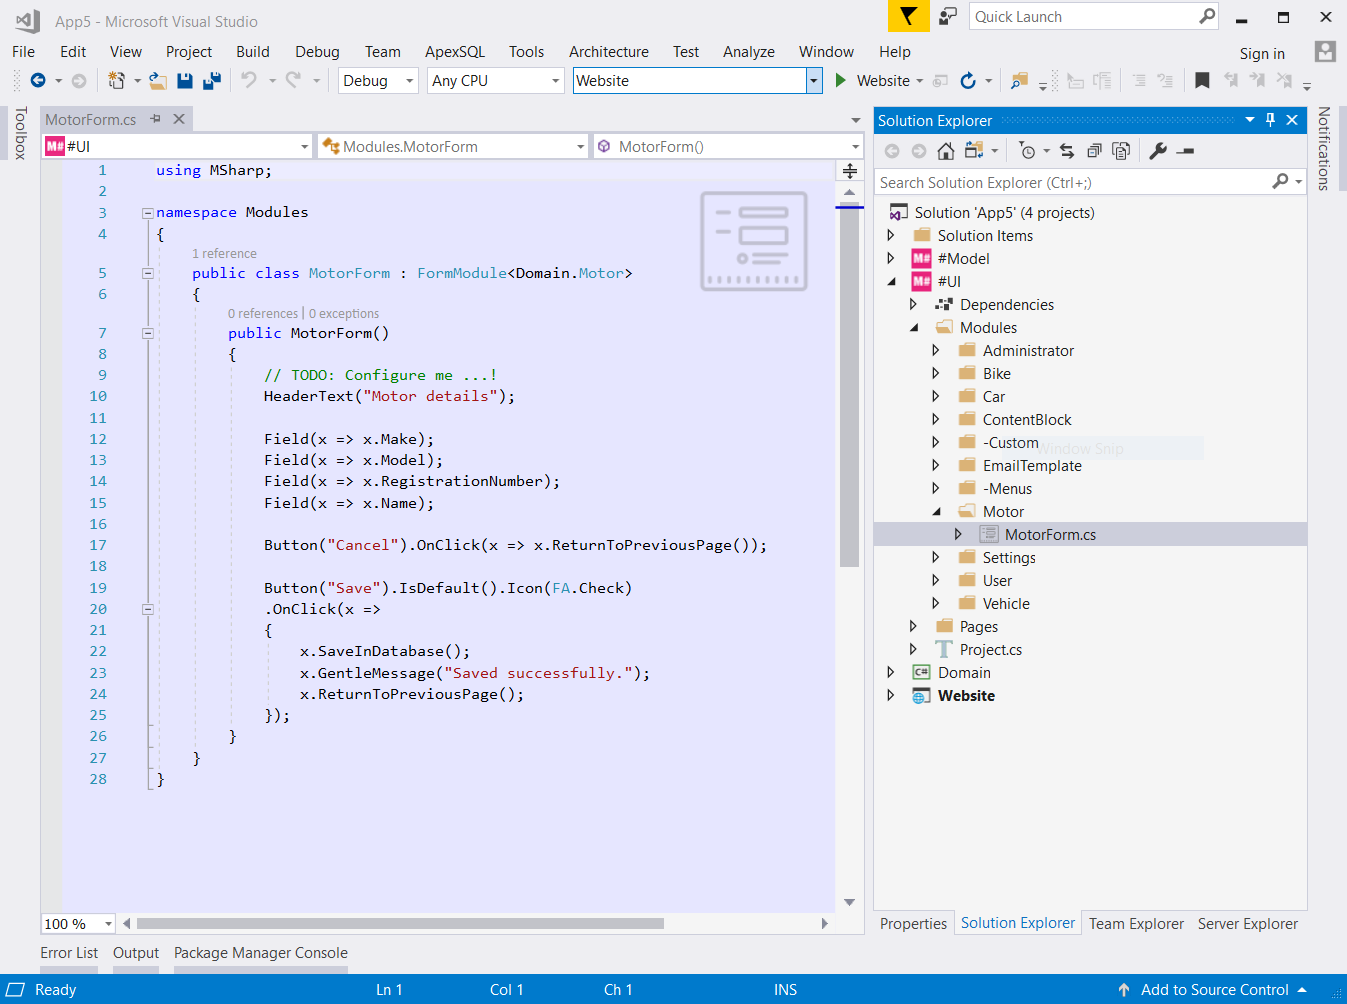 App5 - Microsoft Visual Studio
Quick Launch
File Edit View Project Build Debug Team ApexSQL Tools Architecture Test Analyze Window Help
Sign in
Debug Any CPU Website Website
Toolbox
MotorForm.cs
M# #UI Modules.MotorForm MotorForm()
1 using MSharp;
2
3 namespace Modules
4 {
1 reference
5 public class MotorForm : FormModule<Domain.Motor>
6 {
0 references | 0 exceptions
7 public MotorForm()
8 {
9 // TODO: Configure me ...!
10 HeaderText("Motor details");
11
12 Field(x => x.Make);
13 Field(x => x.Model);
14 Field(x => x.RegistrationNumber);
15 Field(x => x.Name);
16
17 Button("Cancel").OnClick(x => x.ReturnToPreviousPage());
18
19 Button("Save").IsDefault().Icon(FA.Check)
20 .OnClick(x =>
21 {
22 x.SaveInDatabase();
23 x.GentleMessage("Saved successfully.");
24 x.ReturnToPreviousPage();
25 });
26 }
27 }
28 }
100 %
Solution Explorer
Search Solution Explorer (Ctrl+;)
Solution 'App5' (4 projects)
Solution Items
M# #Model
M# #UI
Dependencies
Modules
Administrator
Bike
Car
ContentBlock
-Custom
Window Snip
EmailTemplate
-Menus
Motor
MotorForm.cs
Settings
User
Vehicle
Pages
Project.cs
C# Domain
Website
Notifications
Properties Solution Explorer Team Explorer Server Explorer
Error List Output Package Manager Console
Ready Ln 1 Col 1 Ch 1 INS Add to Source Control